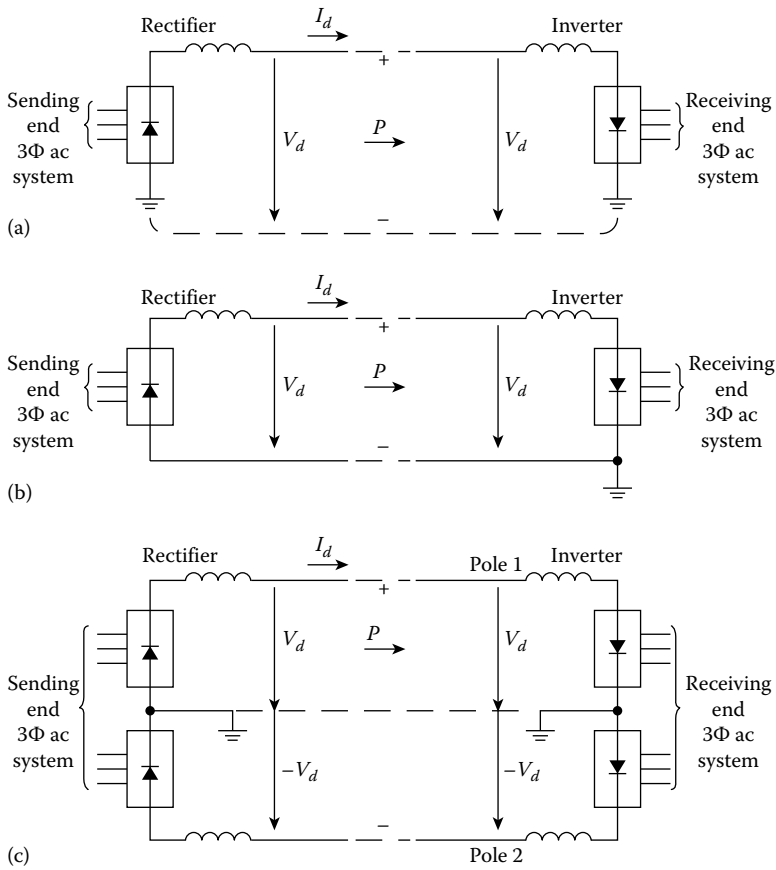 Rectifier
I_d
Inverter
+
Sending
end
3Φ ac
system
V_d
P
V_d
Receiving
end
3Φ ac
system
–
(a)
Rectifier
I_d
Inverter
+
Sending
end
3Φ ac
system
V_d
P
V_d
Receiving
end
3Φ ac
system
–
(b)
Rectifier
I_d
Pole 1
Inverter
+
V_d
P
V_d
Sending
end
3Φ ac
system
Receiving
end
3Φ ac
system
–V_d
–V_d
–
Pole 2
(c)